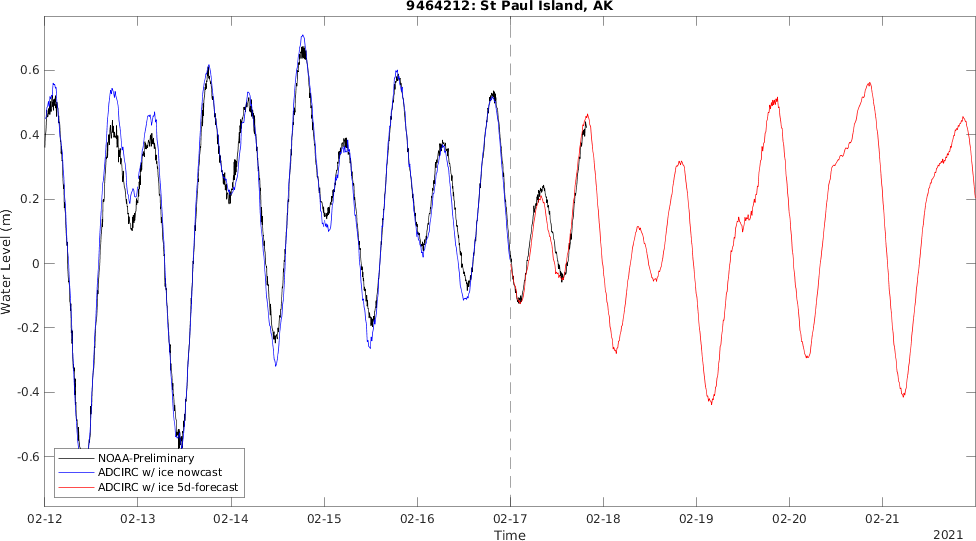 9464212: St Paul Island, AK
Water Level (m)
0.6
0.4
0.2
0
-0.2
-0.4
-0.6
NOAA-Preliminary
ADCIRC w/ ice nowcast
ADCIRC w/ ice 5d-forecast
02-12 02-13 02-14 02-15 02-16 02-17 02-18 02-19 02-20 02-21
Time
2021